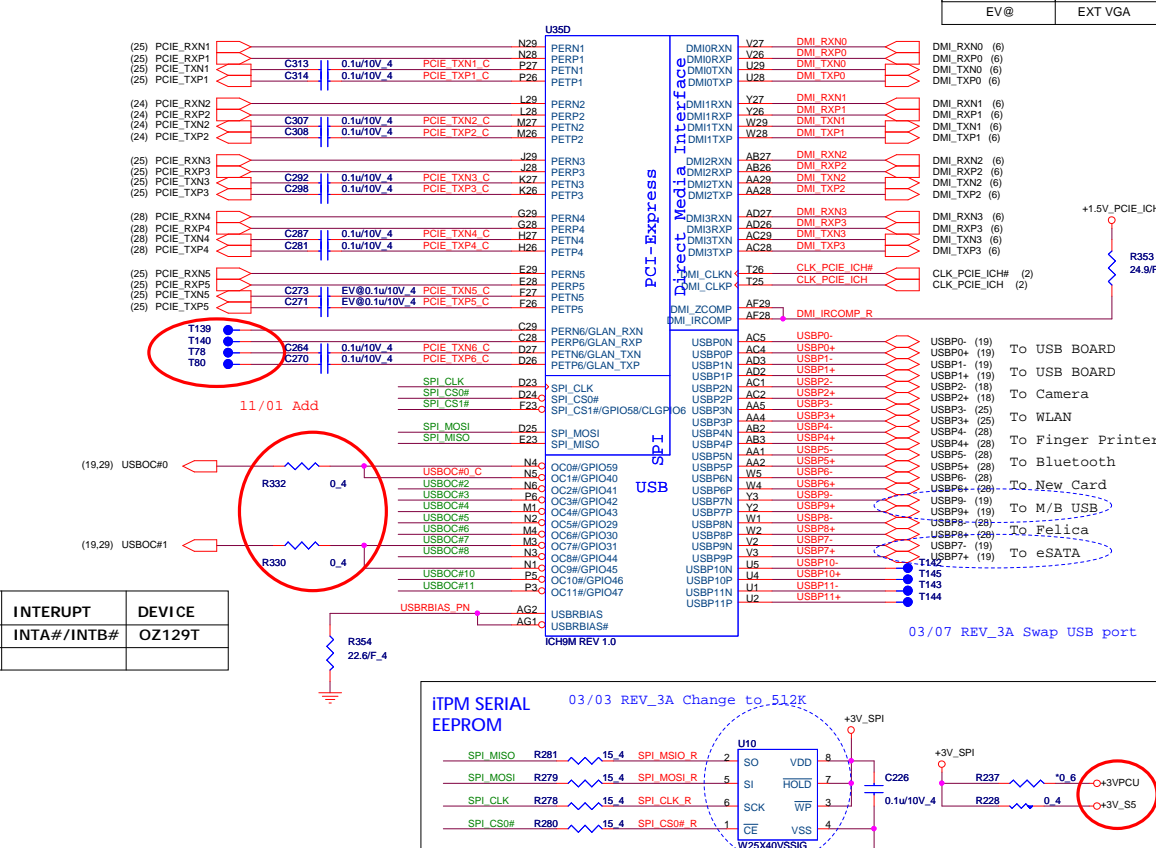 EV@ EXT VGA
U35D
(25) PCIE_RXN1 N29 PERN1 DMI0RXN V27 DMI_RXN0 DMI_RXN0 (6)
(25) PCIE_RXP1 N28 PERP1 DMI0RXP V26 DMI_RXP0 DMI_RXP0 (6)
(25) PCIE_TXN1 C313 0.1u/10V_4 PCIE_TXN1_C P27 PETN1 DMI0TXN U29 DMI_TXN0 DMI_TXN0 (6)
(25) PCIE_TXP1 C314 0.1u/10V_4 PCIE_TXP1_C P26 PETP1 DMI0TXP U28 DMI_TXP0 DMI_TXP0 (6)
(24) PCIE_RXN2 L29 PERN2 DMI1RXN Y27 DMI_RXN1 DMI_RXN1 (6)
(24) PCIE_RXP2 L28 PERP2 DMI1RXP Y26 DMI_RXP1 DMI_RXP1 (6)
(24) PCIE_TXN2 C307 0.1u/10V_4 PCIE_TXN2_C M27 PETN2 DMI1TXN W29 DMI_TXN1 DMI_TXN1 (6)
(24) PCIE_TXP2 C308 0.1u/10V_4 PCIE_TXP2_C M26 PETP2 DMI1TXP W28 DMI_TXP1 DMI_TXP1 (6)
(25) PCIE_RXN3 J29 PERN3 DMI2RXN AB27 DMI_RXN2 DMI_RXN2 (6)
(25) PCIE_RXP3 J28 PERP3 DMI2RXP AB26 DMI_RXP2 DMI_RXP2 (6)
(25) PCIE_TXN3 C292 0.1u/10V_4 PCIE_TXN3_C K27 PETN3 DMI2TXN AA29 DMI_TXN2 DMI_TXN2 (6)
(25) PCIE_TXP3 C298 0.1u/10V_4 PCIE_TXP3_C K26 PETP3 DMI2TXP AA28 DMI_TXP2 DMI_TXP2 (6)
+1.5V_PCIE_ICH
(28) PCIE_RXN4 G29 PERN4 DMI3RXN AD27 DMI_RXN3 DMI_RXN3 (6)
(28) PCIE_RXP4 G28 PERP4 DMI3RXP AD26 DMI_RXP3 DMI_RXP3 (6)
(28) PCIE_TXN4 C287 0.1u/10V_4 PCIE_TXN4_C H27 PETN4 DMI3TXN AC29 DMI_TXN3 DMI_TXN3 (6)
(28) PCIE_TXP4 C281 0.1u/10V_4 PCIE_TXP4_C H26 PETP4 DMI3TXP AC28 DMI_TXP3 DMI_TXP3 (6)
PCI-Express
Direct Media Interface
R353
24.9/F
(25) PCIE_RXN5 E29 PERN5 DMI_CLKN T26 CLK_PCIE_ICH# CLK_PCIE_ICH# (2)
(25) PCIE_RXP5 E28 PERP5 DMI_CLKP T25 CLK_PCIE_ICH CLK_PCIE_ICH (2)
(25) PCIE_TXN5 C273 EV@0.1u/10V_4 PCIE_TXN5_C F27 PETN5
(25) PCIE_TXP5 C271 EV@0.1u/10V_4 PCIE_TXP5_C F26 PETP5
DMI_ZCOMP AF29
DMI_IRCOMP AF28 DMI_IRCOMP_R
T139 C29 PERN6/GLAN_RXN
T140 C28 PERP6/GLAN_RXP
T78 C264 0.1u/10V_4 PCIE_TXN6_C D27 PETN6/GLAN_TXN
T80 C270 0.1u/10V_4 PCIE_TXP6_C D26 PETP6/GLAN_TXP
11/01 Add
SPI_CLK D23 SPI_CLK
SPI_CS0# D24 SPI_CS0#
SPI_CS1# F23 SPI_CS1#/GPIO58/CLGPIO6
SPI_MOSI D25 SPI_MOSI
SPI_MISO E23 SPI_MISO
SPI
USB
USBP0N AC5 USBP0- USBP0- (19)
USBP0P AC4 USBP0+ USBP0+ (19) To USB BOARD
USBP1N AD3 USBP1- USBP1- (19)
USBP1P AD2 USBP1+ USBP1+ (19) To USB BOARD
USBP2N AC1 USBP2- USBP2- (18)
USBP2P AC2 USBP2+ USBP2+ (18) To Camera
USBP3N AA5 USBP3- USBP3- (25)
USBP3P AA4 USBP3+ USBP3+ (25) To WLAN
USBP4N AB2 USBP4- USBP4- (28)
USBP4P AB3 USBP4+ USBP4+ (28) To Finger Printer
USBP5N AA1 USBP5- USBP5- (28)
USBP5P AA2 USBP5+ USBP5+ (28) To Bluetooth
USBP6N W5 USBP6- USBP6- (28)
USBP6P W4 USBP6+ USBP6+ (28) To New Card
USBP7N Y3 USBP9- USBP9- (19)
USBP7P Y2 USBP9+ USBP9+ (19) To M/B USB
USBP8N W1 USBP8- USBP8- (28)
USBP8P W2 USBP8+ USBP8+ (28) To Felica
USBP9N V2 USBP7- USBP7- (19)
USBP9P V3 USBP7+ USBP7+ (19) To eSATA
USBP10N U5 USBP10- T142
USBP10P U4 USBP10+ T145
USBP11N U1 USBP11- T143
USBP11P U2 USBP11+ T144
(19,29) USBOC#0 R332 0_4 N4 OC0#/GPIO59
USBOC#0_C N5 OC1#/GPIO40
USBOC#2 N6 OC2#/GPIO41
USBOC#3 P6 OC3#/GPIO42
USBOC#4 M1 OC4#/GPIO43
USBOC#5 N2 OC5#/GPIO29
USBOC#6 M4 OC6#/GPIO30
USBOC#7 M3 OC7#/GPIO31
USBOC#8 N3 OC8#/GPIO44
(19,29) USBOC#1 R330 0_4 N1 OC9#/GPIO45
USBOC#10 P5 OC10#/GPIO46
USBOC#11 P3 OC11#/GPIO47
USBRBIAS_PN AG2 USBRBIAS
AG1 USBRBIAS#
ICH9M REV 1.0
R354
22.6/F_4
03/07 REV_3A Swap USB port
INTERUPT DEVICE
INTA#/INTB# OZ129T
iTPM SERIAL
EEPROM
03/03 REV_3A Change to 512K
+3V_SPI
U10
SPI_MISO R281 15_4 SPI_MSIO_R 2 SO VDD 8
SPI_MOSI R279 15_4 SPI_MOSI_R 5 SI HOLD 7
SPI_CLK R278 15_4 SPI_CLK_R 6 SCK WP 3
SPI_CS0# R280 15_4 SPI_CS0#_R 1 CE VSS 4
W25X40VSSIG
C226
0.1u/10V_4
+3V_SPI
R237 *0_6 +3VPCU
R228 0_4 +3V_S5